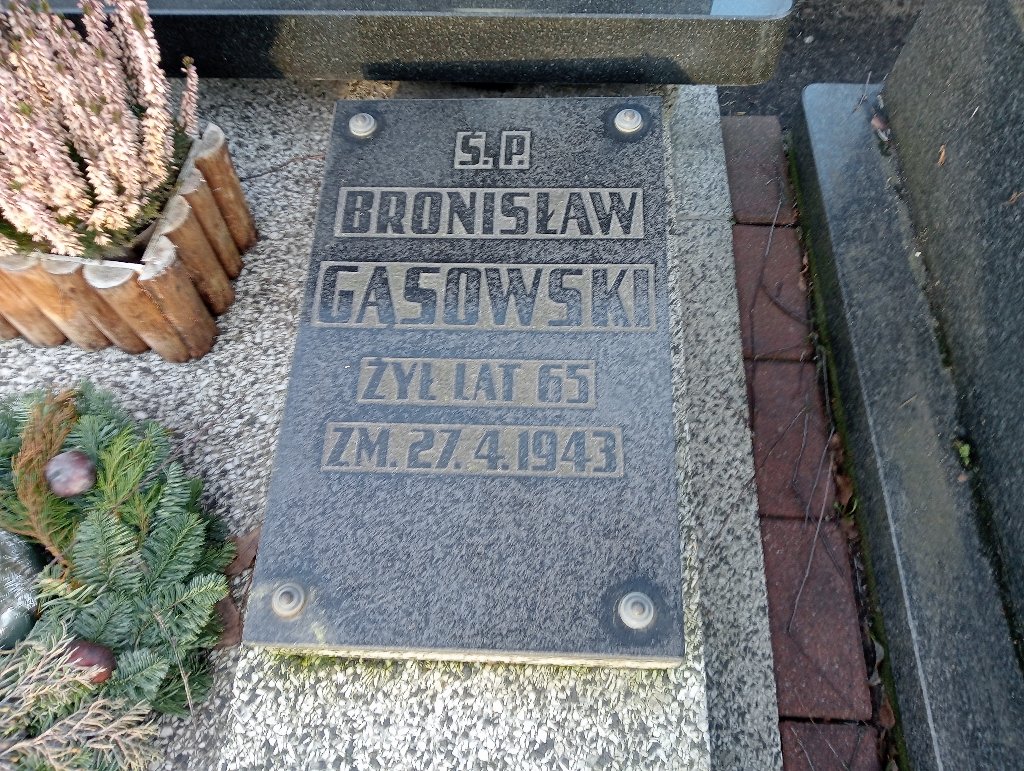 Ś.P.
BRONISŁAW
GĄSOWSKI
ŻYŁ LAT 65
ZM. 27.4.1943